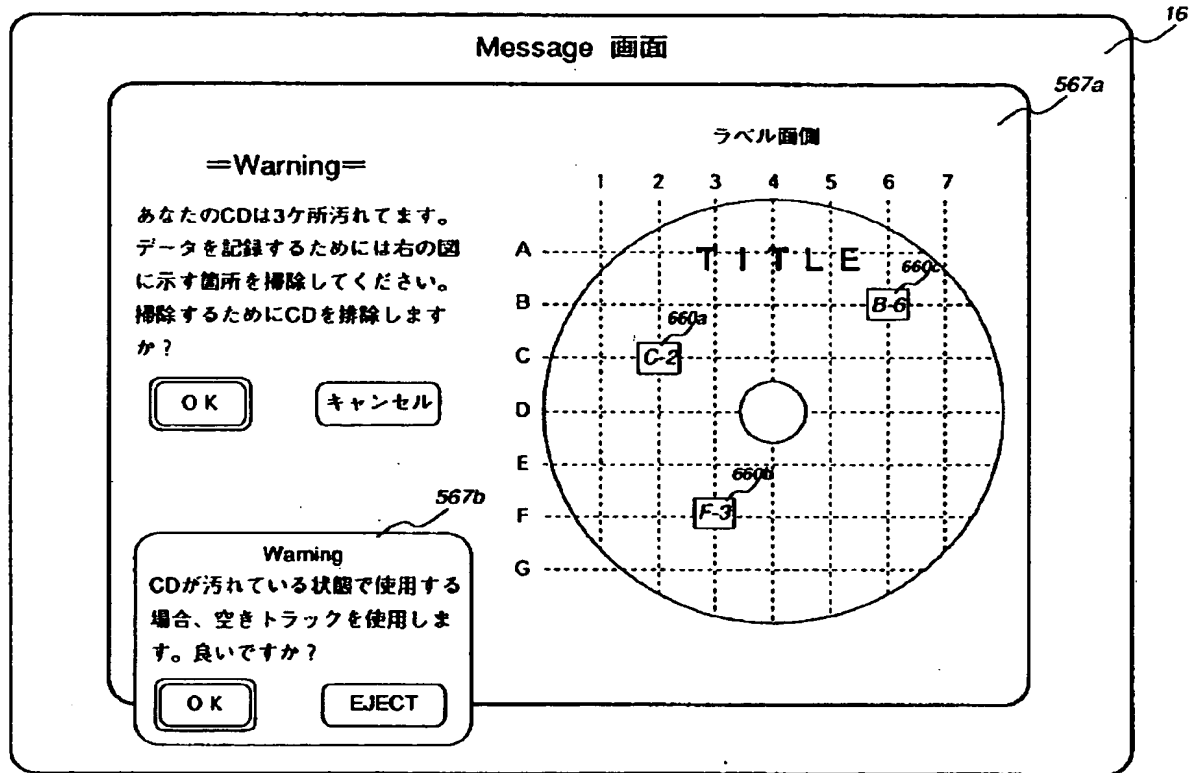 16
Message 画面
567a
=Warning=
あなたのCDは3ケ所汚れてます。
データを記録するためには右の図
に示す箇所を掃除してください。
掃除するためにCDを排除します
か?
OK
キャンセル
ラベル面側
1 2 3 4 5 6 7
A
TITLE
660c
B
B-6
660a
C
C-2
D
E
660b
F
F-3
G
567b
Warning
CDが汚れている状態で使用する
場合、空きトラックを使用しま
す。良いですか?
OK
EJECT